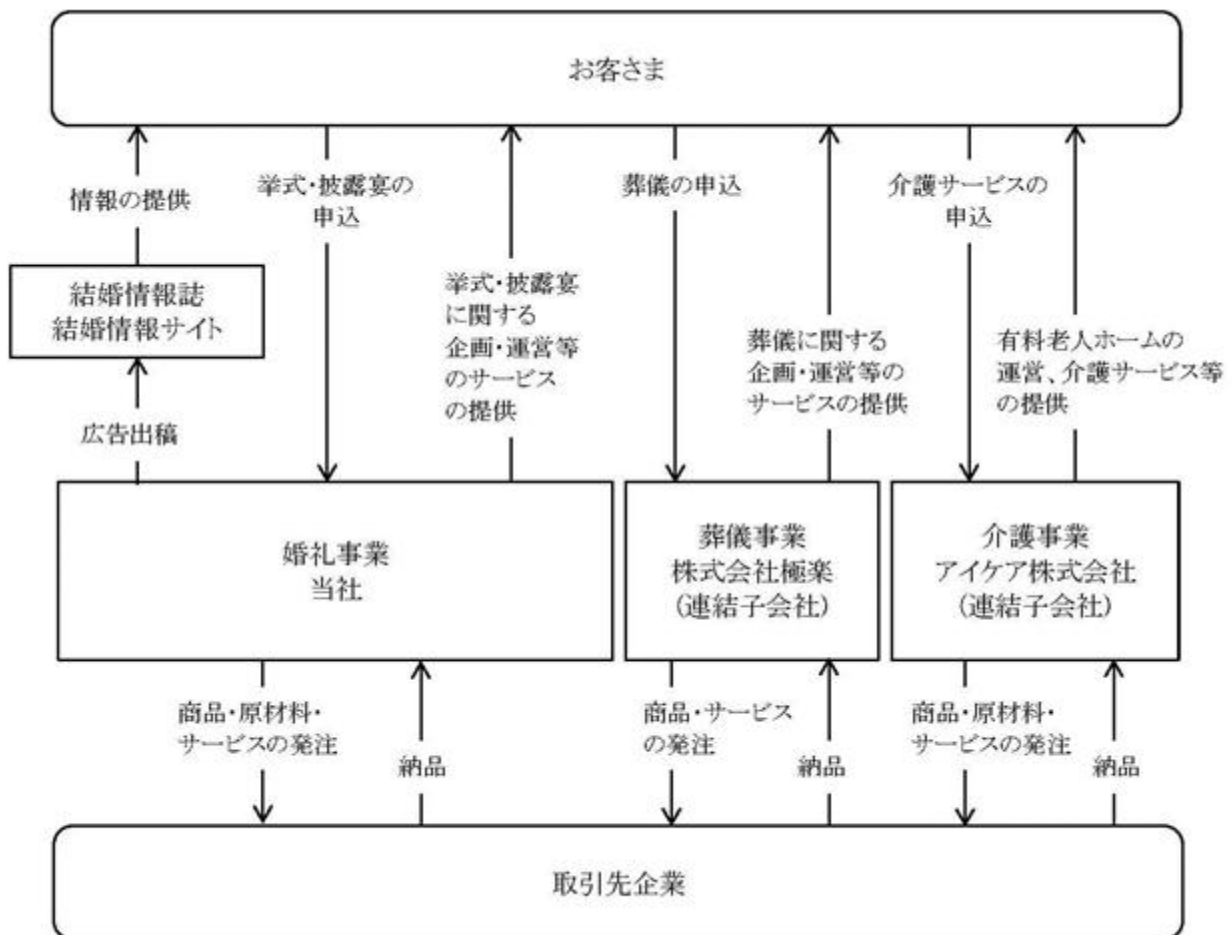 お客さま
情報の提供
挙式・披露宴の
申込
葬儀の申込
介護サービスの
申込
結婚情報誌
結婚情報サイト
挙式・披露宴
に関する
企画・運営等
のサービス
の提供
葬儀に関する
企画・運営等の
サービスの提供
有料老人ホームの
運営、介護サービス等
の提供
広告出稿
婚礼事業
当社
葬儀事業
株式会社極楽
(連結子会社)
介護事業
アイケア株式会社
(連結子会社)
商品・原材料・
サービスの発注
納品
商品・サービス
の発注
納品
商品・原材料・
サービスの発注
納品
取引先企業